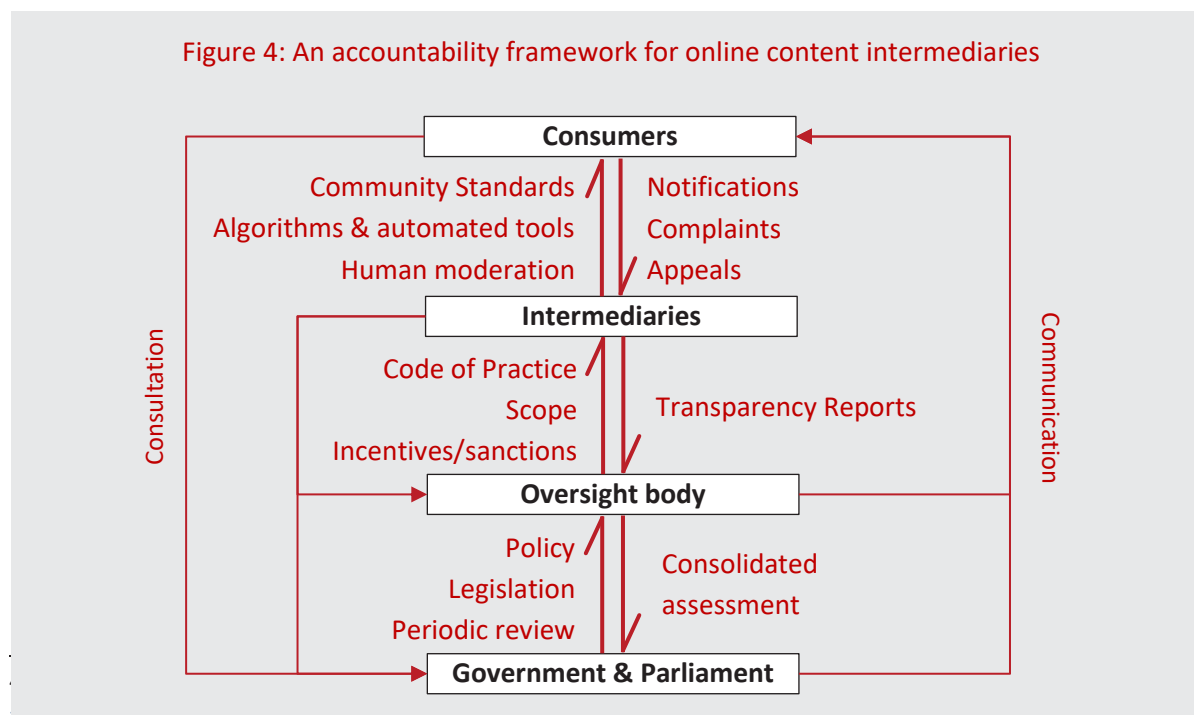 Figure 4: An accountability framework for online content intermediaries
Consumers
Community Standards
Algorithms & automated tools
Human moderation
Notifications
Complaints
Appeals
Intermediaries
Consultation
Communication
Code of Practice
Scope
Incentives/sanctions
Transparency Reports
Oversight body
Policy
Legislation
Periodic review
Consolidated
assessment
Government & Parliament